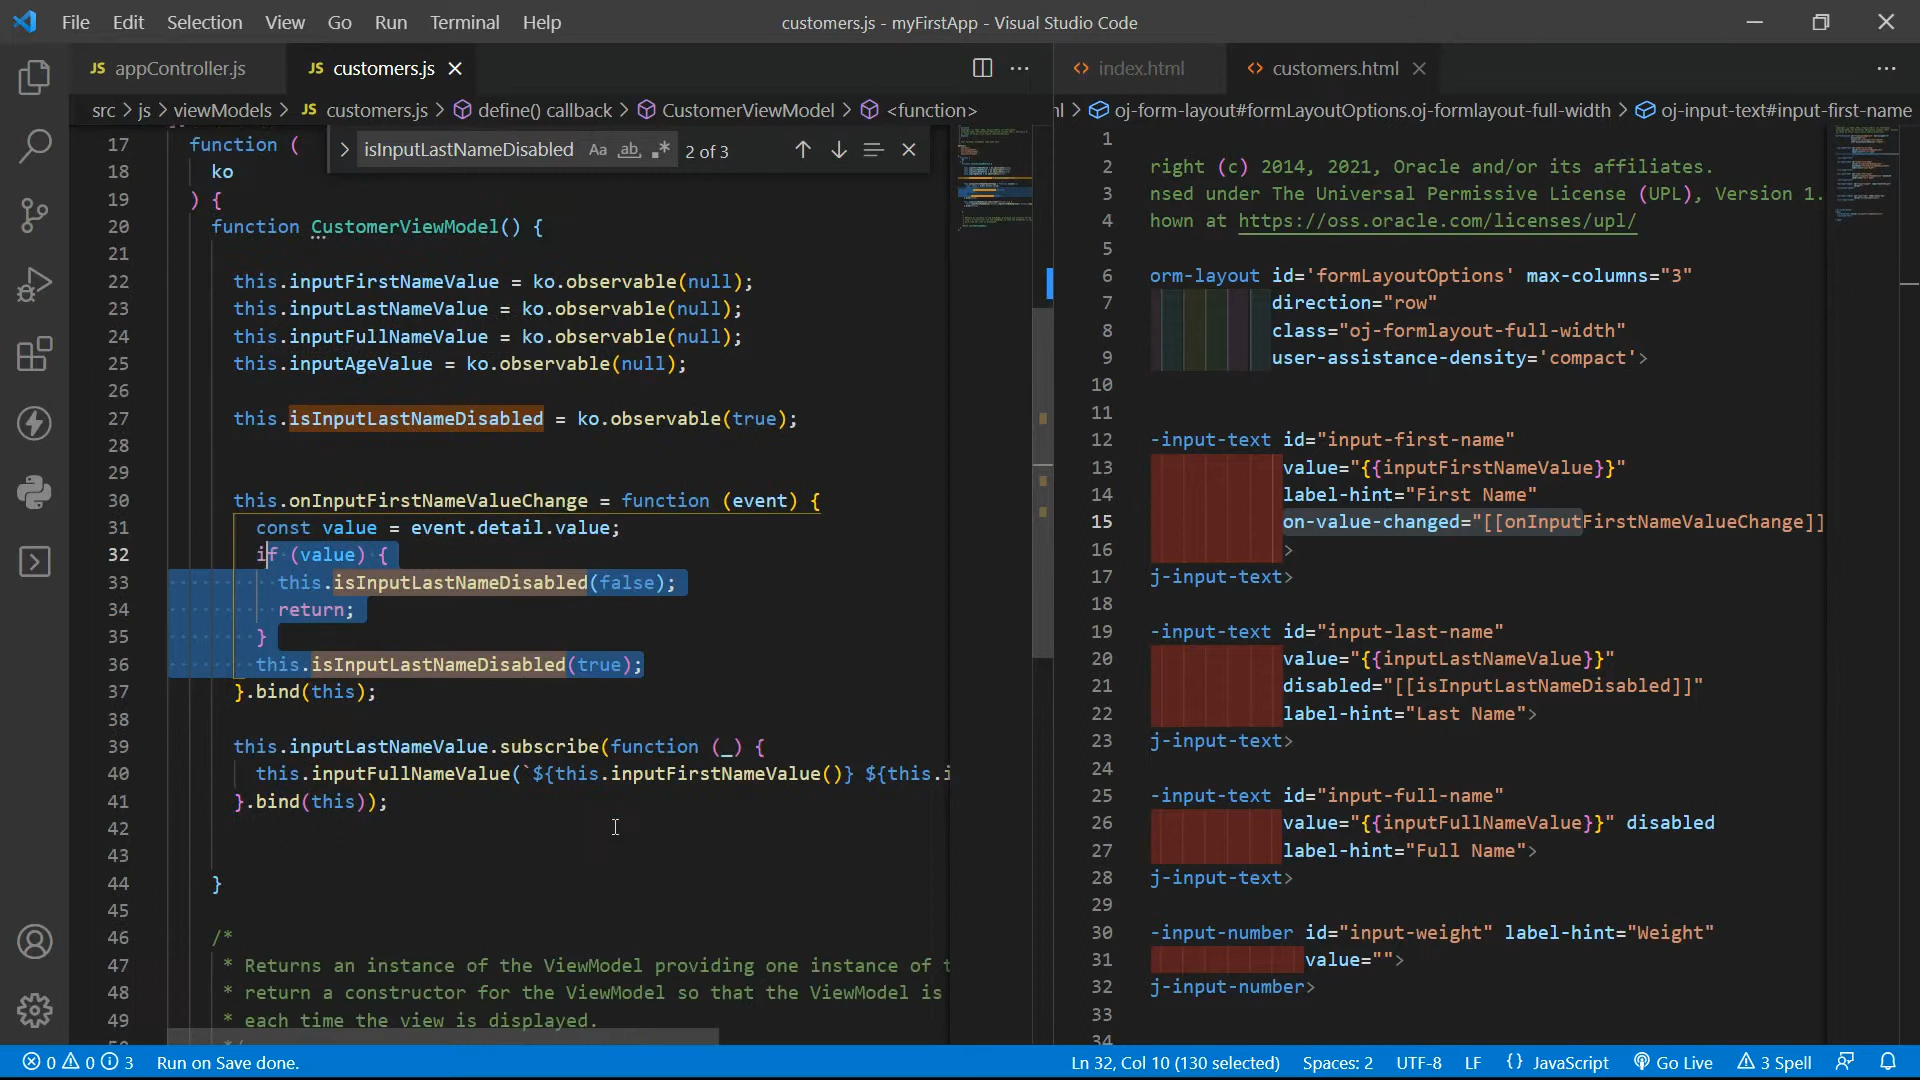 File Edit Selection View Go Run Terminal Help
customers.js - myFirstApp - Visual Studio Code
JS appController.js
JS customers.js
index.html
customers.html
src > js > viewModels > JS customers.js > define() callback > CustomerViewModel > <function>
ml > oj-form-layout#formLayoutOptions.oj-formlayout-full-width > oj-input-text#input-first-name
isInputLastNameDisabled Aa ab .* 2 of 3
17 function (
18 ko
19 ) {
20 function CustomerViewModel() {
21
22 this.inputFirstNameValue = ko.observable(null);
23 this.inputLastNameValue = ko.observable(null);
24 this.inputFullNameValue = ko.observable(null);
25 this.inputAgeValue = ko.observable(null);
26
27 this.isInputLastNameDisabled = ko.observable(true);
28
29
30 this.onInputFirstNameValueChange = function (event) {
31 const value = event.detail.value;
32 if (value) {
33 this.isInputLastNameDisabled(false);
34 return;
35 }
36 this.isInputLastNameDisabled(true);
37 }.bind(this);
38
39 this.inputLastNameValue.subscribe(function (_) {
40 this.inputFullNameValue(`${this.inputFirstNameValue()} ${this.i
41 }.bind(this));
42
43
44 }
45
46 /*
47 * Returns an instance of the ViewModel providing one instance of
48 * return a constructor for the ViewModel so that the ViewModel is
49 * each time the view is displayed.
1
2 right (c) 2014, 2021, Oracle and/or its affiliates.
3 nsed under The Universal Permissive License (UPL), Version 1.
4 hown at https://oss.oracle.com/licenses/upl/
5
6 orm-layout id='formLayoutOptions' max-columns="3"
7 direction="row"
8 class="oj-formlayout-full-width"
9 user-assistance-density='compact'>
10
11
12 -input-text id="input-first-name"
13 value="{{inputFirstNameValue}}"
14 label-hint="First Name"
15 on-value-changed="[[onInputFirstNameValueChange]]
16 >
17 j-input-text>
18
19 -input-text id="input-last-name"
20 value="{{inputLastNameValue}}"
21 disabled="[[isInputLastNameDisabled]]"
22 label-hint="Last Name">
23 j-input-text>
24
25 -input-text id="input-full-name"
26 value="{{inputFullNameValue}}" disabled
27 label-hint="Full Name">
28 j-input-text>
29
30 -input-number id="input-weight" label-hint="Weight"
31 value="">
32 j-input-number>
33
34
0 0 3 Run on Save done.
Ln 32, Col 10 (130 selected) Spaces: 2 UTF-8 LF {} JavaScript Go Live 3 Spell